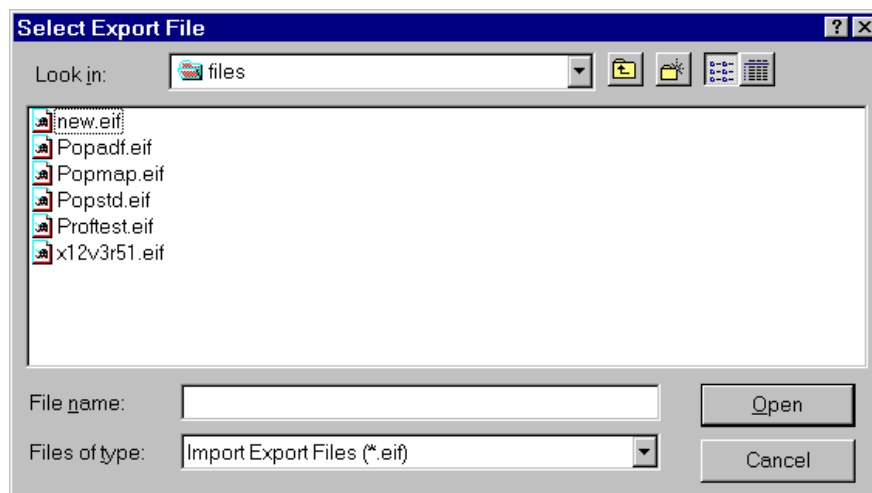 Select Export File
Look in: files
new.eif
Popadf.eif
Popmap.eif
Popstd.eif
Proftest.eif
x12v3r51.eif
File name:
Open
Files of type: Import Export Files (*.eif)
Cancel